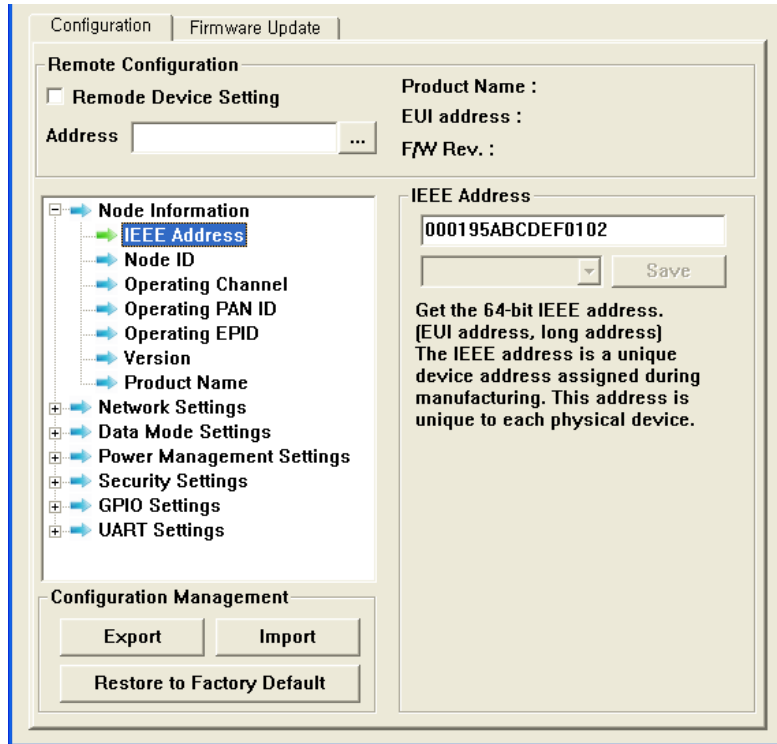 Configuration
Firmware Update
Remote Configuration
Remode Device Setting
Address
...
Product Name :
EUI address :
F/W Rev. :
Node Information
IEEE Address
Node ID
Operating Channel
Operating PAN ID
Operating EPID
Version
Product Name
Network Settings
Data Mode Settings
Power Management Settings
Security Settings
GPIO Settings
UART Settings
Configuration Management
Export
Import
Restore to Factory Default
IEEE Address
000195ABCDEF0102
Save
Get the 64-bit IEEE address.
(EUI address, long address)
The IEEE address is a unique
device address assigned during
manufacturing. This address is
unique to each physical device.